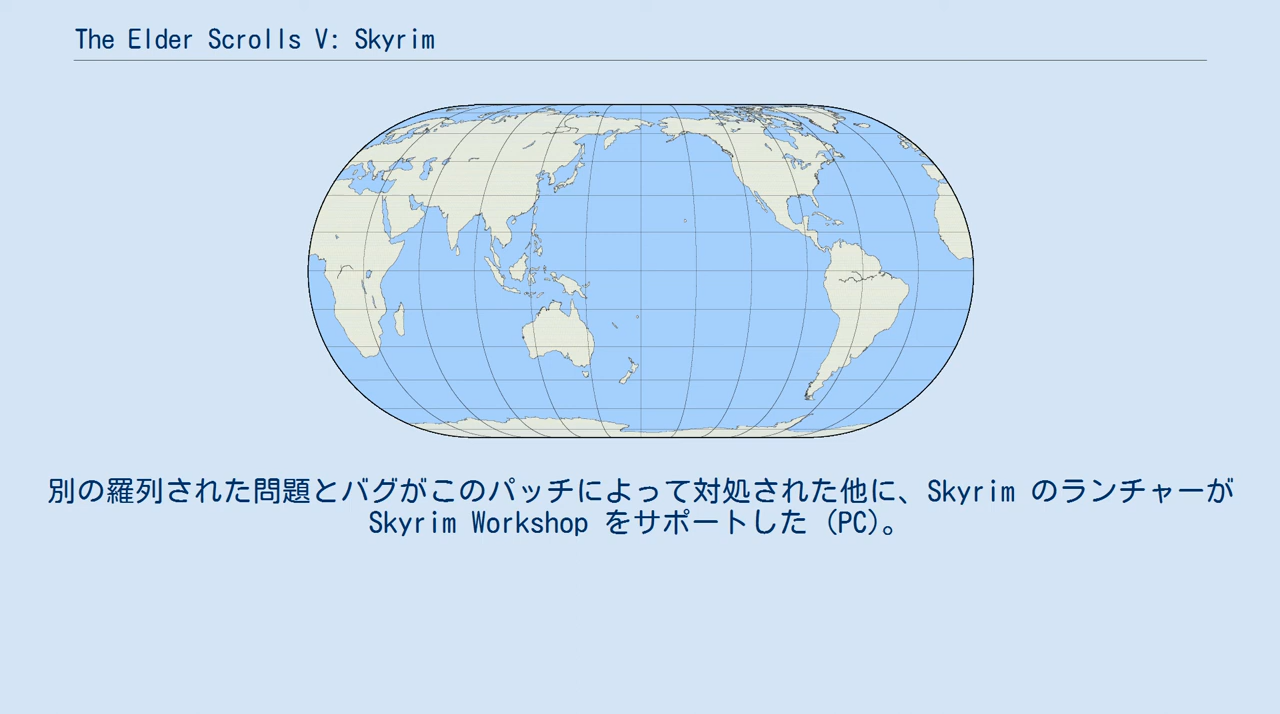 The Elder Scrolls V: Skyrim
別の羅列された問題とバグがこのパッチによって対処された他に、Skyrim のランチャーが
Skyrim Workshop をサポートした (PC)。